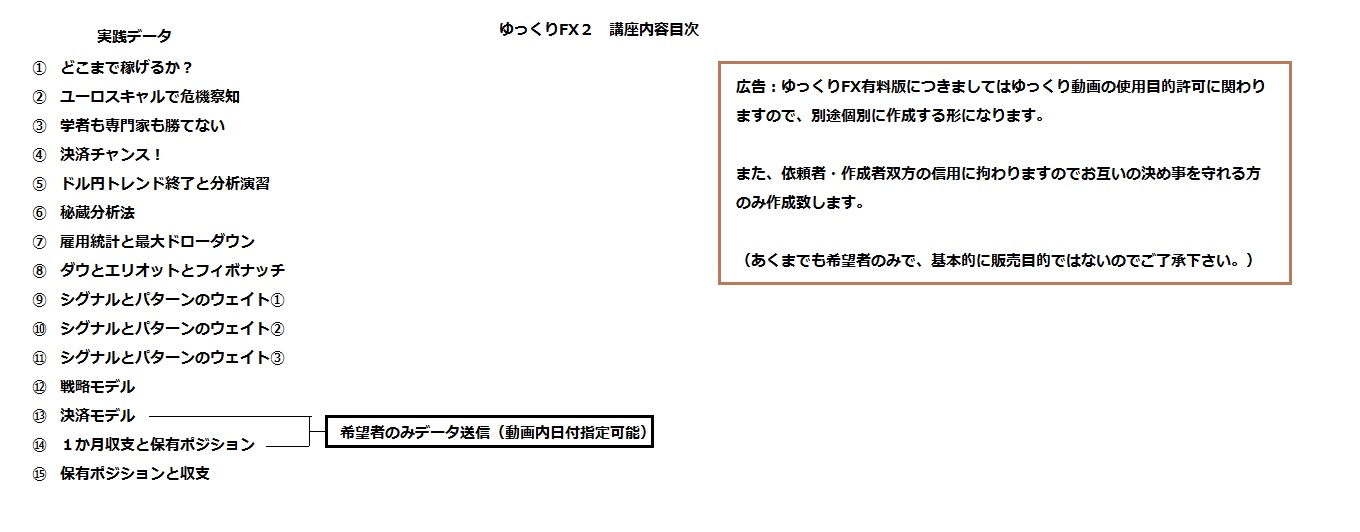 ゆっくりFX２　講座内容目次
実践データ
① どこまで稼げるか？
② ユーロスキャルで危機察知
③ 学者も専門家も勝てない
④ 決済チャンス！
⑤ ドル円トレンド終了と分析演習
⑥ 秘蔵分析法
⑦ 雇用統計と最大ドローダウン
⑧ ダウとエリオットとフィボナッチ
⑨ シグナルとパターンのウェイト①
⑩ シグナルとパターンのウェイト②
⑪ シグナルとパターンのウェイト③
⑫ 戦略モデル
⑬ 決済モデル
⑭ １か月収支と保有ポジション
⑮ 保有ポジションと収支
希望者のみデータ送信（動画内日付指定可能）
広告：ゆっくりFX有料版につきましてはゆっくり動画の使用目的許可に関わり
ますので、別途個別に作成する形になります。
また、依頼者・作成者双方の信用に拘わりますのでお互いの決め事を守れる方
のみ作成致します。
（あくまでも希望者のみで、基本的に販売目的ではないのでご了承下さい。）